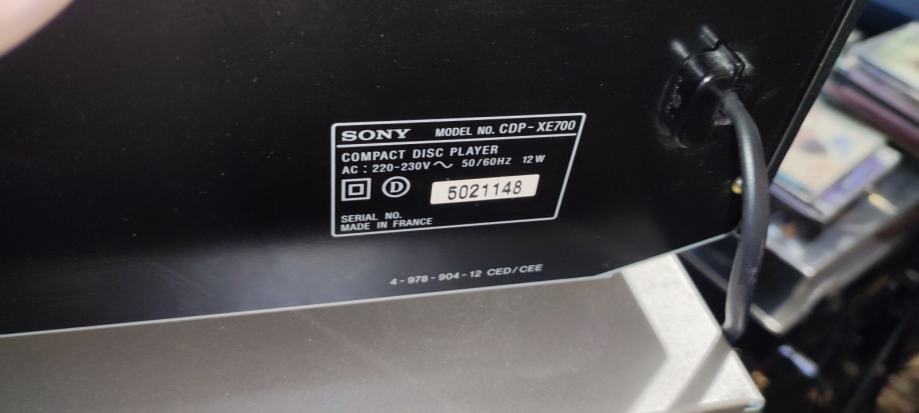 SONY MODEL NO. CDP-XE700
COMPACT DISC PLAYER
AC : 220-230V ~ 50/60HZ 12W
D
5021148
SERIAL NO.
MADE IN FRANCE
4-978-904-12 CED/CEE